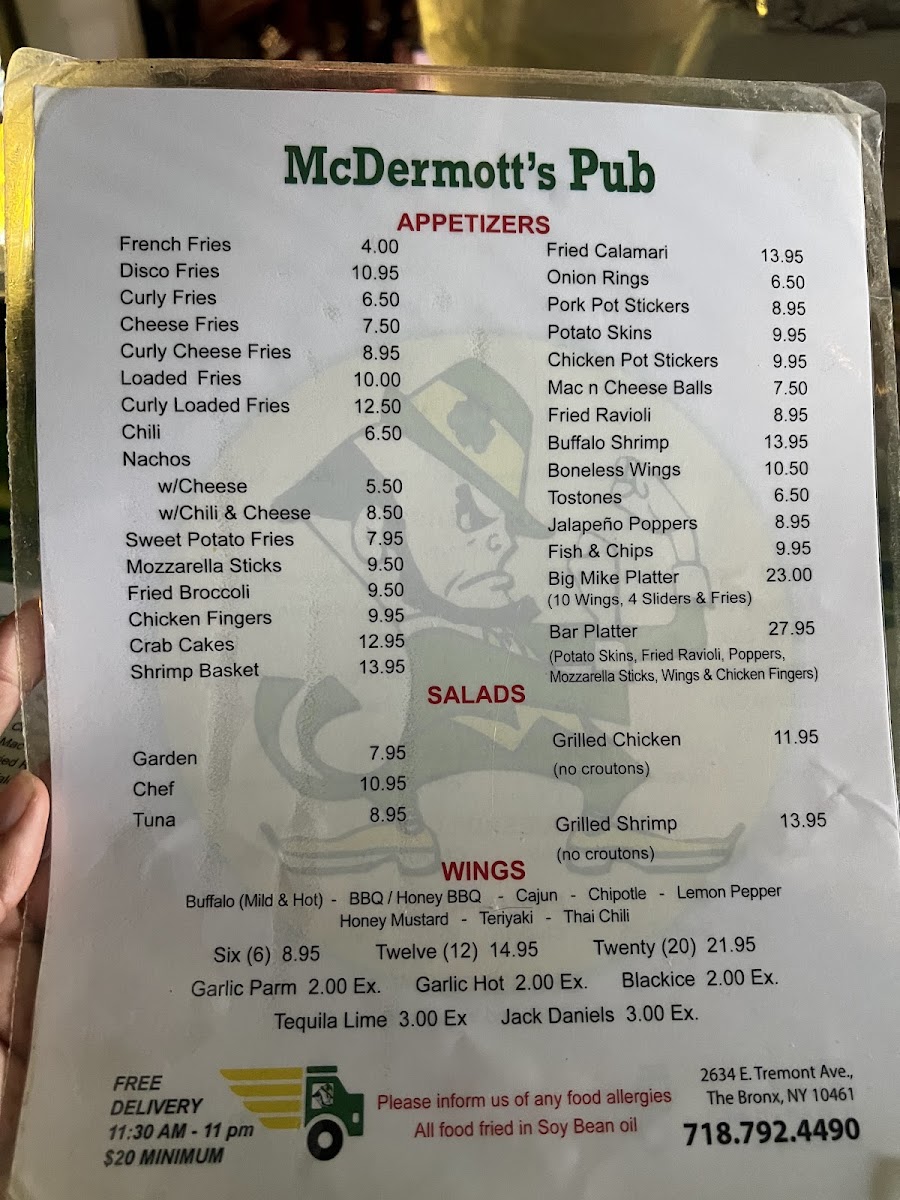 McDermott's Pub
APPETIZERS
French Fries 4.00
Disco Fries 10.95
Curly Fries 6.50
Cheese Fries 7.50
Curly Cheese Fries 8.95
Loaded Fries 10.00
Curly Loaded Fries 12.50
Chili 6.50
Nachos
w/Cheese 5.50
w/Chili & Cheese 8.50
Sweet Potato Fries 7.95
Mozzarella Sticks 9.50
Fried Broccoli 9.50
Chicken Fingers 9.95
Crab Cakes 12.95
Shrimp Basket 13.95
Fried Calamari 13.95
Onion Rings 6.50
Pork Pot Stickers 8.95
Potato Skins 9.95
Chicken Pot Stickers 9.95
Mac n Cheese Balls 7.50
Fried Ravioli 8.95
Buffalo Shrimp 13.95
Boneless Wings 10.50
Tostones 6.50
Jalapeño Poppers 8.95
Fish & Chips 9.95
Big Mike Platter 23.00
(10 Wings, 4 Sliders & Fries)
Bar Platter 27.95
(Potato Skins, Fried Ravioli, Poppers,
Mozzarella Sticks, Wings & Chicken Fingers)
SALADS
Garden 7.95
Chef 10.95
Tuna 8.95
Grilled Chicken 11.95
(no croutons)
Grilled Shrimp 13.95
(no croutons)
WINGS
Buffalo (Mild & Hot) - BBQ / Honey BBQ - Cajun - Chipotle - Lemon Pepper
Honey Mustard - Teriyaki - Thai Chili
Six (6) 8.95 Twelve (12) 14.95 Twenty (20) 21.95
Garlic Parm 2.00 Ex. Garlic Hot 2.00 Ex. Blackice 2.00 Ex.
Tequila Lime 3.00 Ex Jack Daniels 3.00 Ex.
FREE
DELIVERY
11:30 AM - 11 pm
$20 MINIMUM
Please inform us of any food allergies
All food fried in Soy Bean oil
2634 E. Tremont Ave.,
The Bronx, NY 10461
718.792.4490